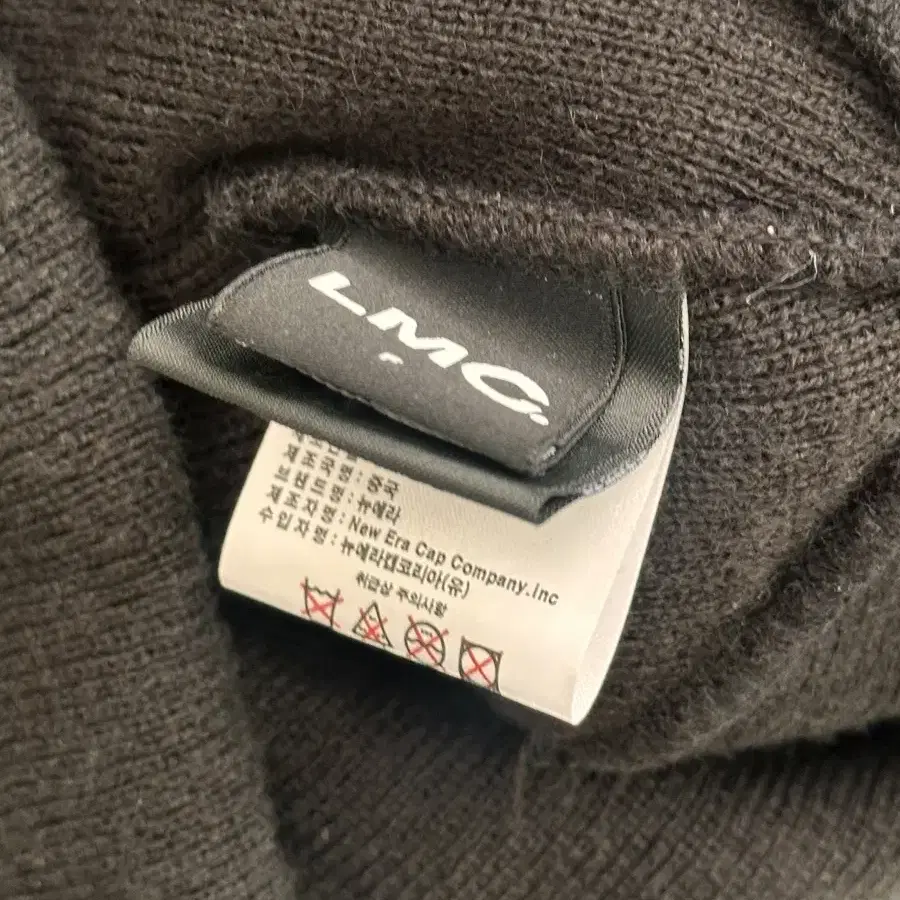 LMC.
제조국명 : 중국
브랜드명 : 뉴에라
제조자명 : New Era Cap Company.inc
수입자명 : 뉴에라캡코리아(유)
취급상 주의사항